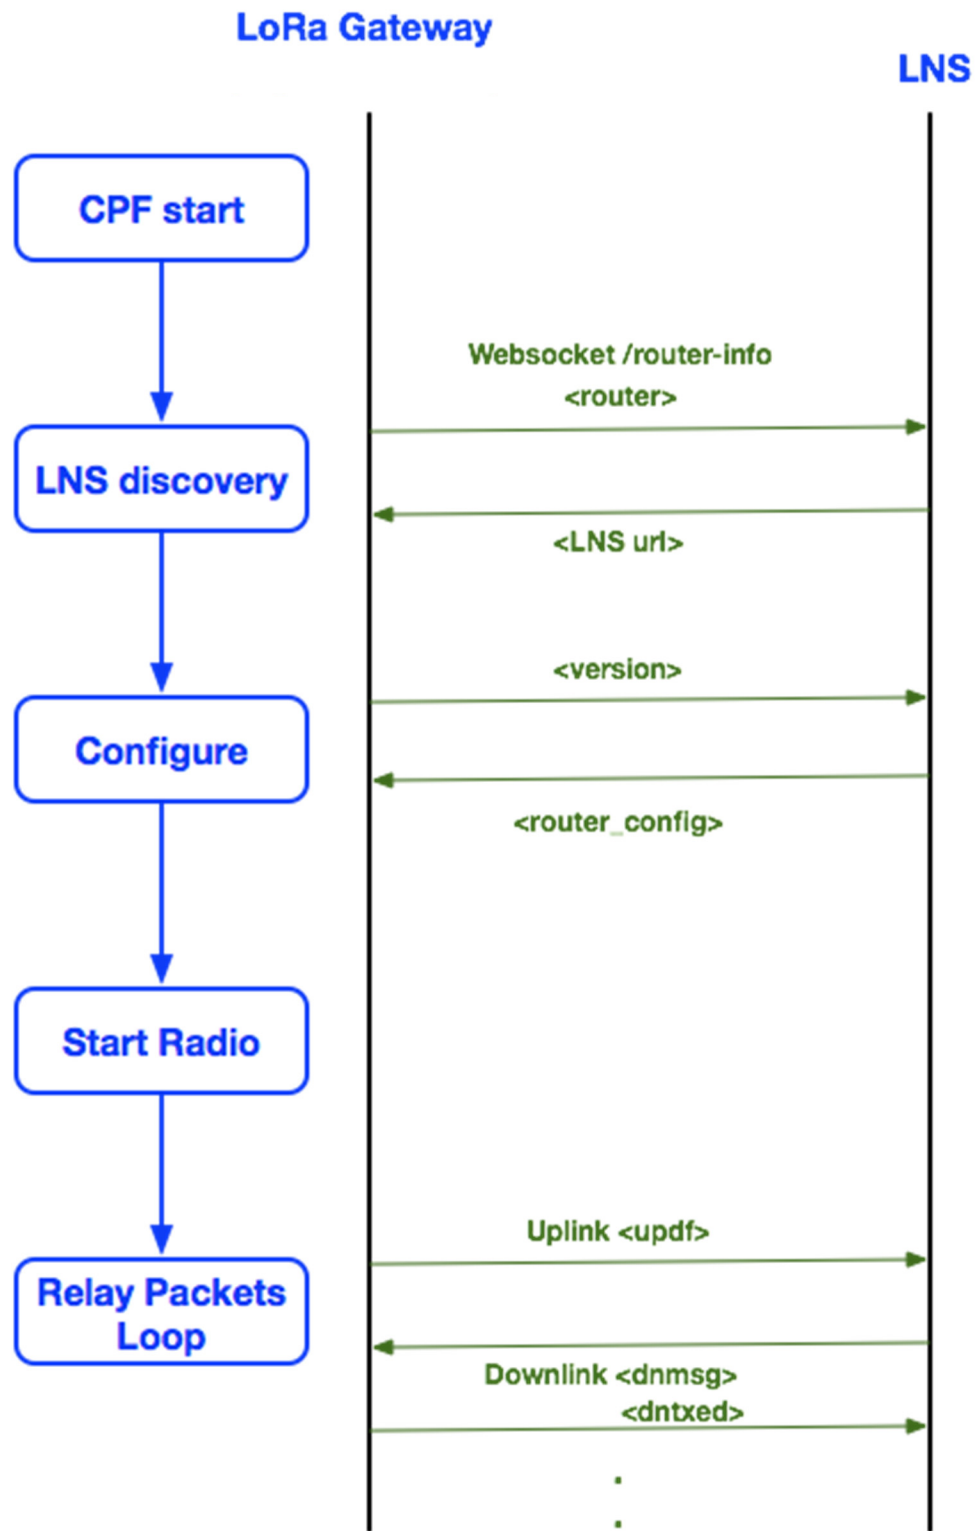 LoRa Gateway
LNS
CPF start
Websocket /router-info
<router>
LNS discovery
<LNS url>
<version>
Configure
<router_config>
Start Radio
Uplink <updf>
Relay Packets
Loop
Downlink <dnmsg>
<dntxed>